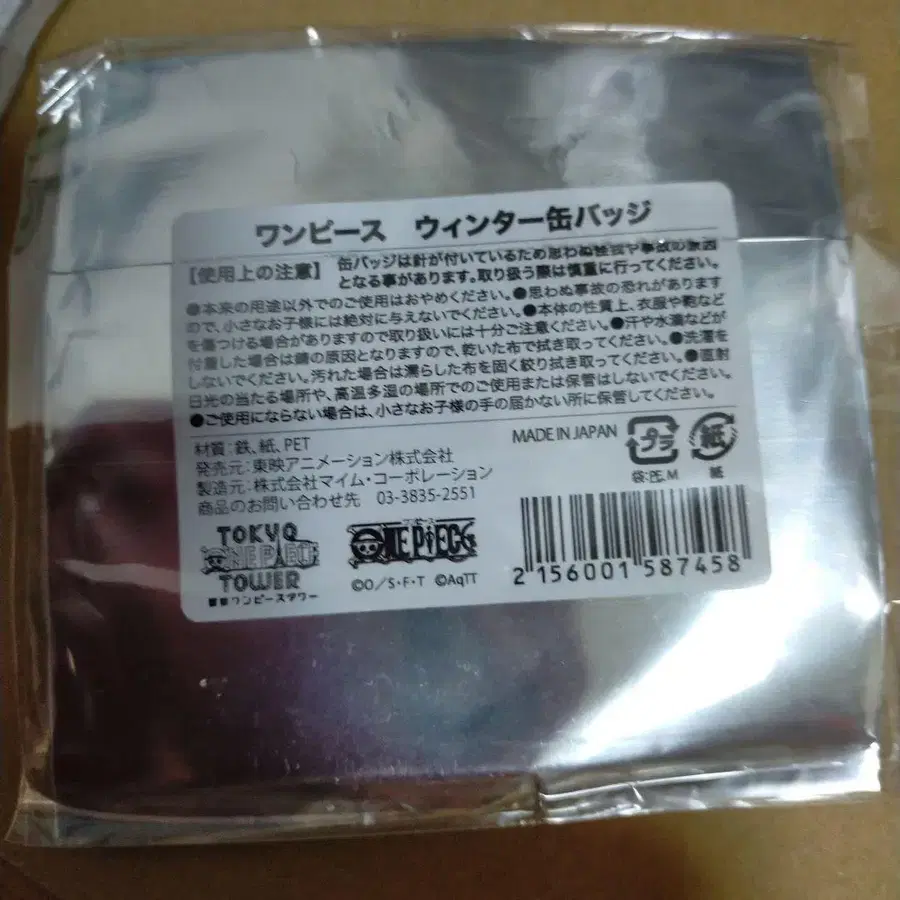 ワンピース　ウィンター缶バッジ
【使用上の注意】
缶バッジは針が付いているため思わぬ怪我や事故の原因
となる事があります。取り扱う際は慎重に行ってください。
●本来の用途以外でのご使用はおやめください。●思わぬ事故の恐れがあります
ので、小さなお子様には絶対に与えないでください。●本体の性質上、衣服や鞄など
を傷つける場合がありますので取り扱いには十分ご注意ください。●汗や水滴などが
付着した場合は錆の原因となりますので、乾いた布で拭き取ってください。●洗濯を
しないでください。汚れた場合は濡らした布を固く絞り拭き取ってください。●直射
日光の当たる場所や、高温多湿の場所でのご使用または保管はしないでください。
●ご使用にならない場合は、小さなお子様の手の届かない所に保管してください。
材質：鉄、紙、PET
発売元：東映アニメーション株式会社
製造元：株式会社マイム・コーポレーション
商品のお問い合わせ先　03-3835-2551
MADE IN JAPAN
プラ
紙
袋:PE, M
紙
TOKYO
ONE PIECE
TOWER
東京ワンピースタワー
ワンピース
ONE PIECE
©O／S・F・T ©AqTT
2 156001 587458